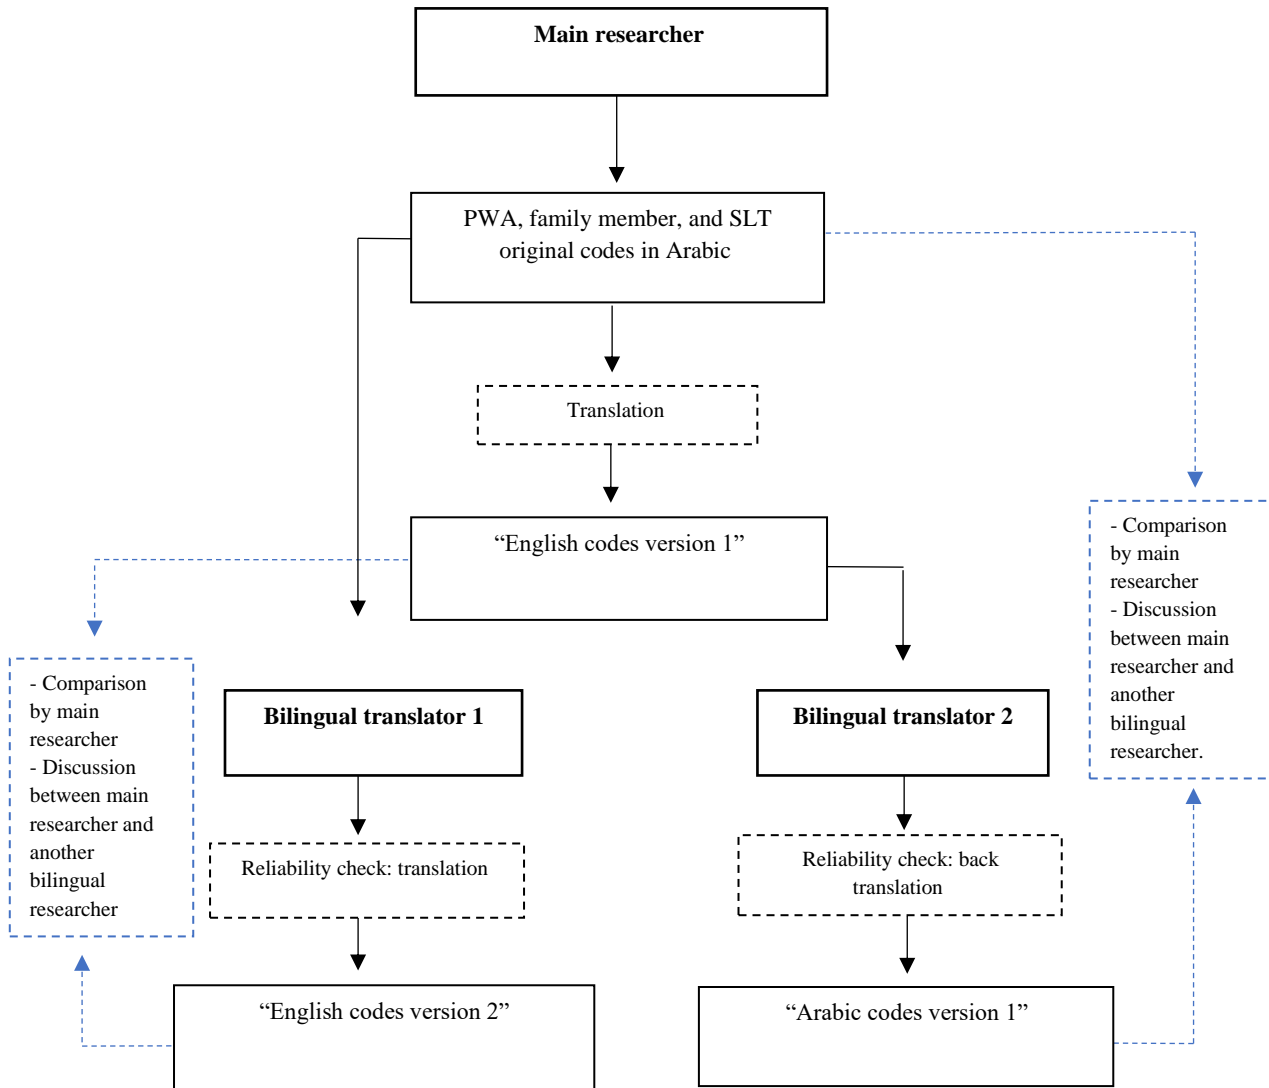 Main researcher
PWA, family member, and SLT
original codes in Arabic
Translation
“English codes version 1”
- Comparison
by main
researcher
- Discussion
between main
researcher and
another
bilingual
researcher.
- Comparison
by main
researcher
- Discussion
between main
researcher and
another
bilingual
researcher
Bilingual translator 1
Bilingual translator 2
Reliability check: translation
Reliability check: back
translation
“English codes version 2”
“Arabic codes version 1”